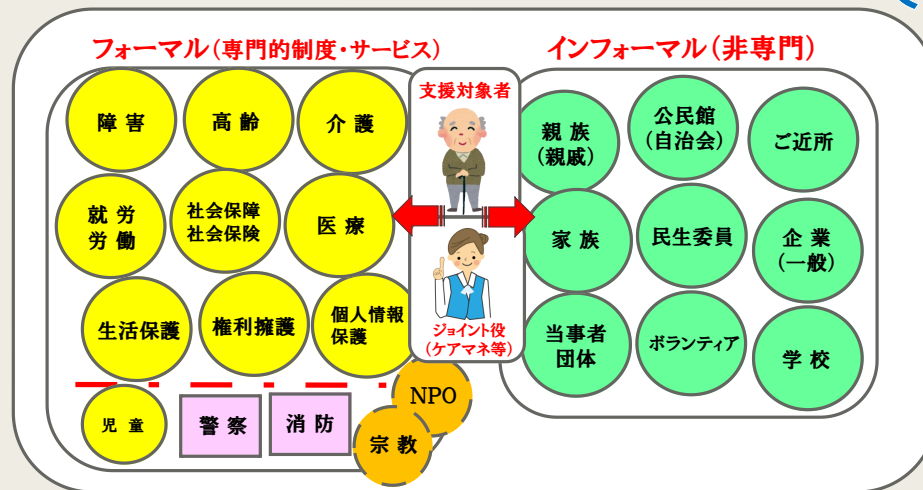 フォーマル(専門的制度・サービス)
障害
高齢
介護
就労
労働
社会保障
社会保険
医療
生活保護
権利擁護
個人情報
保護
児童
警察
消防
NPO
宗教
支援対象者
ジョイント役
(ケアマネ等)
インフォーマル(非専門)
親族
(親戚)
公民館
(自治会)
ご近所
家族
民生委員
企業
(一般)
当事者
団体
ボランティア
学校